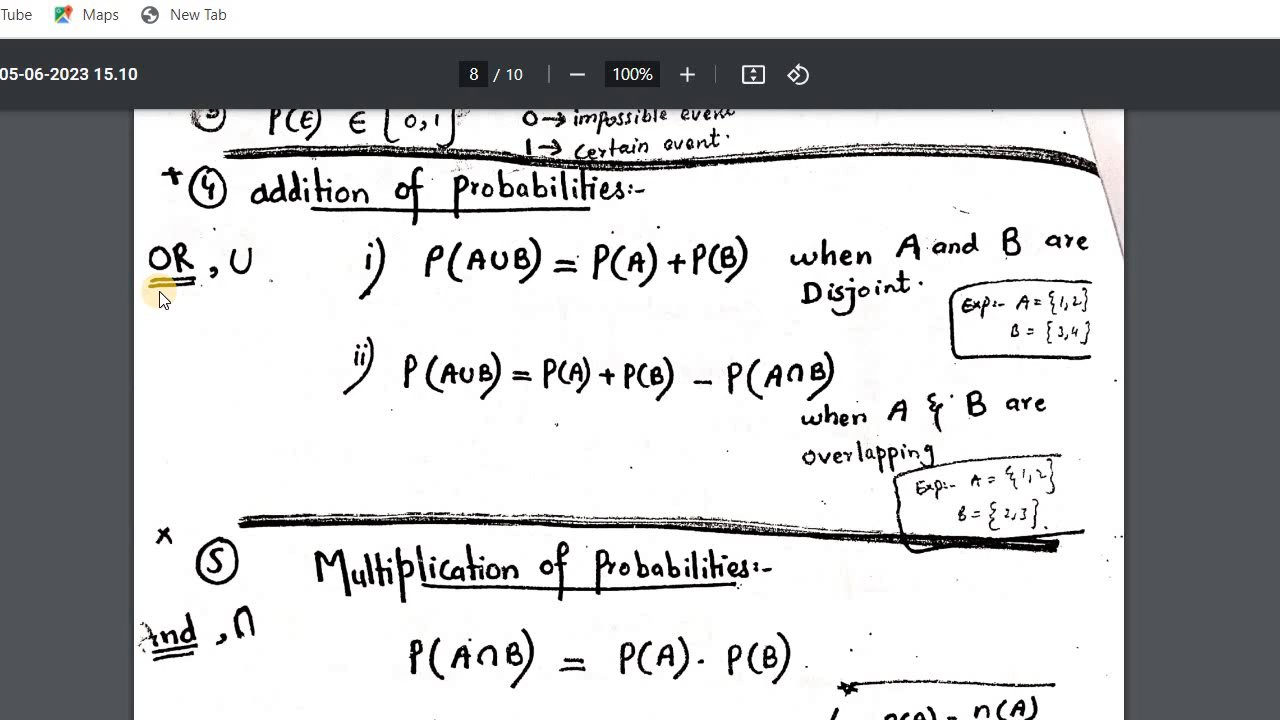 Tube Maps New Tab
05-06-2023 15.10 8 / 10 100%
③ P(E) ∈ [0,1] 0→ impossible event
1→ certain event.
* ④ addition of Probabilities:-
OR, U i) P(A∪B) = P(A) + P(B) when A and B are
Disjoint.
Exp:- A = {1,2}
B = {3,4}
ii) P(A∪B) = P(A) + P(B) - P(A∩B)
when A & B are
overlapping
Exp:- A = {1,2}
B = {2,3}.
* ⑤ Multiplication of Probabilities:-
And, ∩
P(A∩B) = P(A). P(B)
n(A)